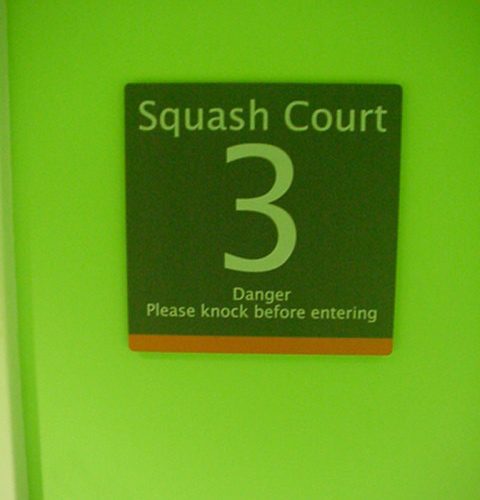 Squash Court
3
Danger
Please knock before entering